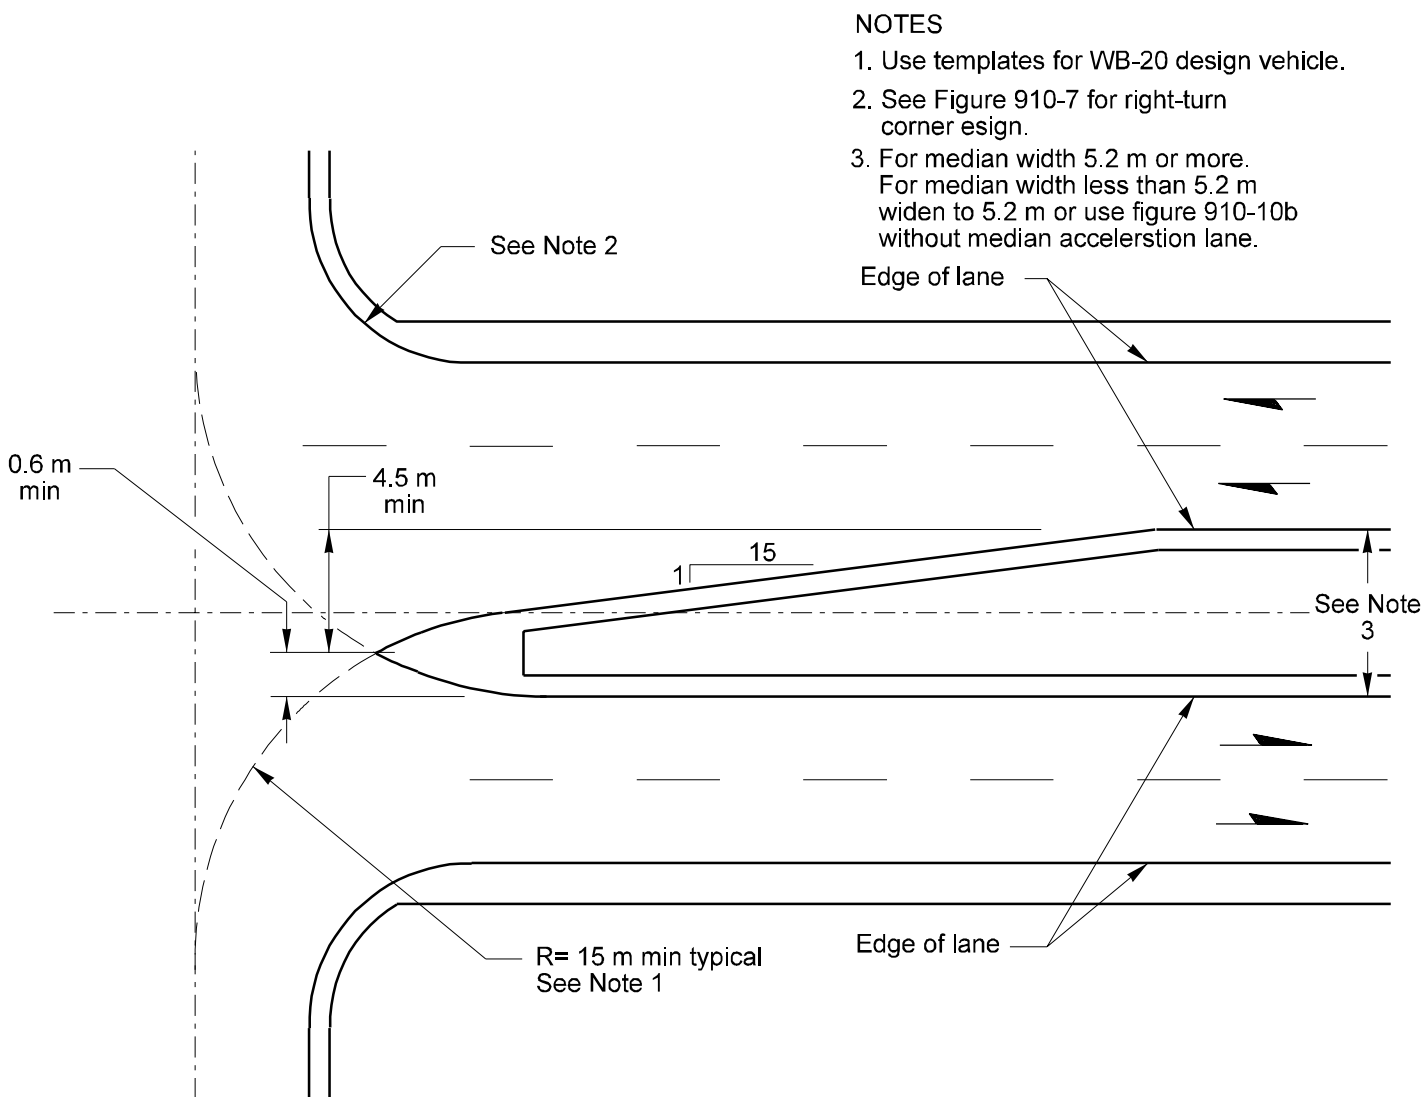 NOTES
1. Use templates for WB-20 design vehicle.
2. See Figure 910-7 for right-turn
corner esign.
3. For median width 5.2 m or more.
For median width less than 5.2 m
widen to 5.2 m or use figure 910-10b
without median accelerstion lane.
See Note 2
Edge of lane
0.6 m
min
4.5 m
min
15
1
See Note
3
R= 15 m min typical
See Note 1
Edge of lane